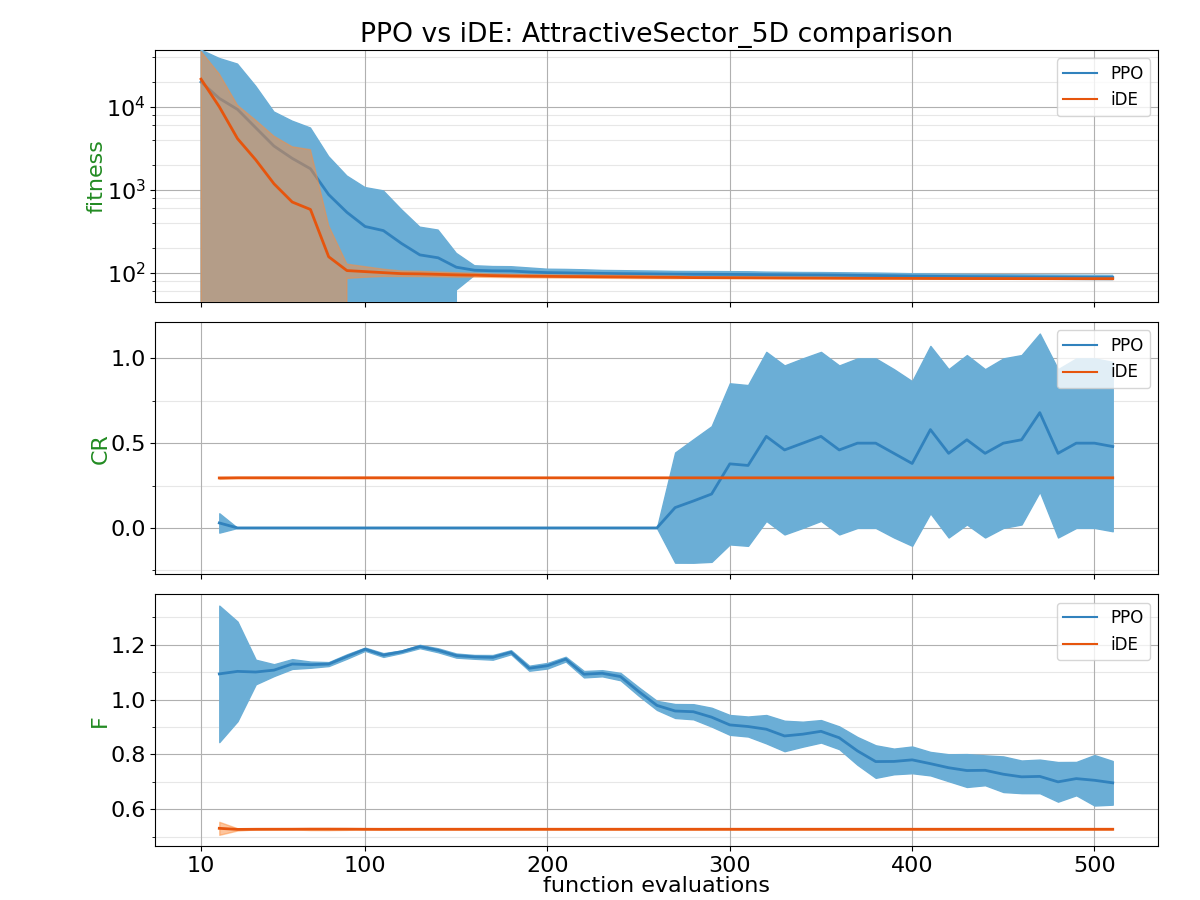 PPO vs iDE: AttractiveSector_5D comparison
fitness
10^4
10^3
10^2
PPO
iDE
CR
1.0
0.5
0.0
PPO
iDE
F
1.2
1.0
0.8
0.6
PPO
iDE
10 100 200 300 400 500
function evaluations